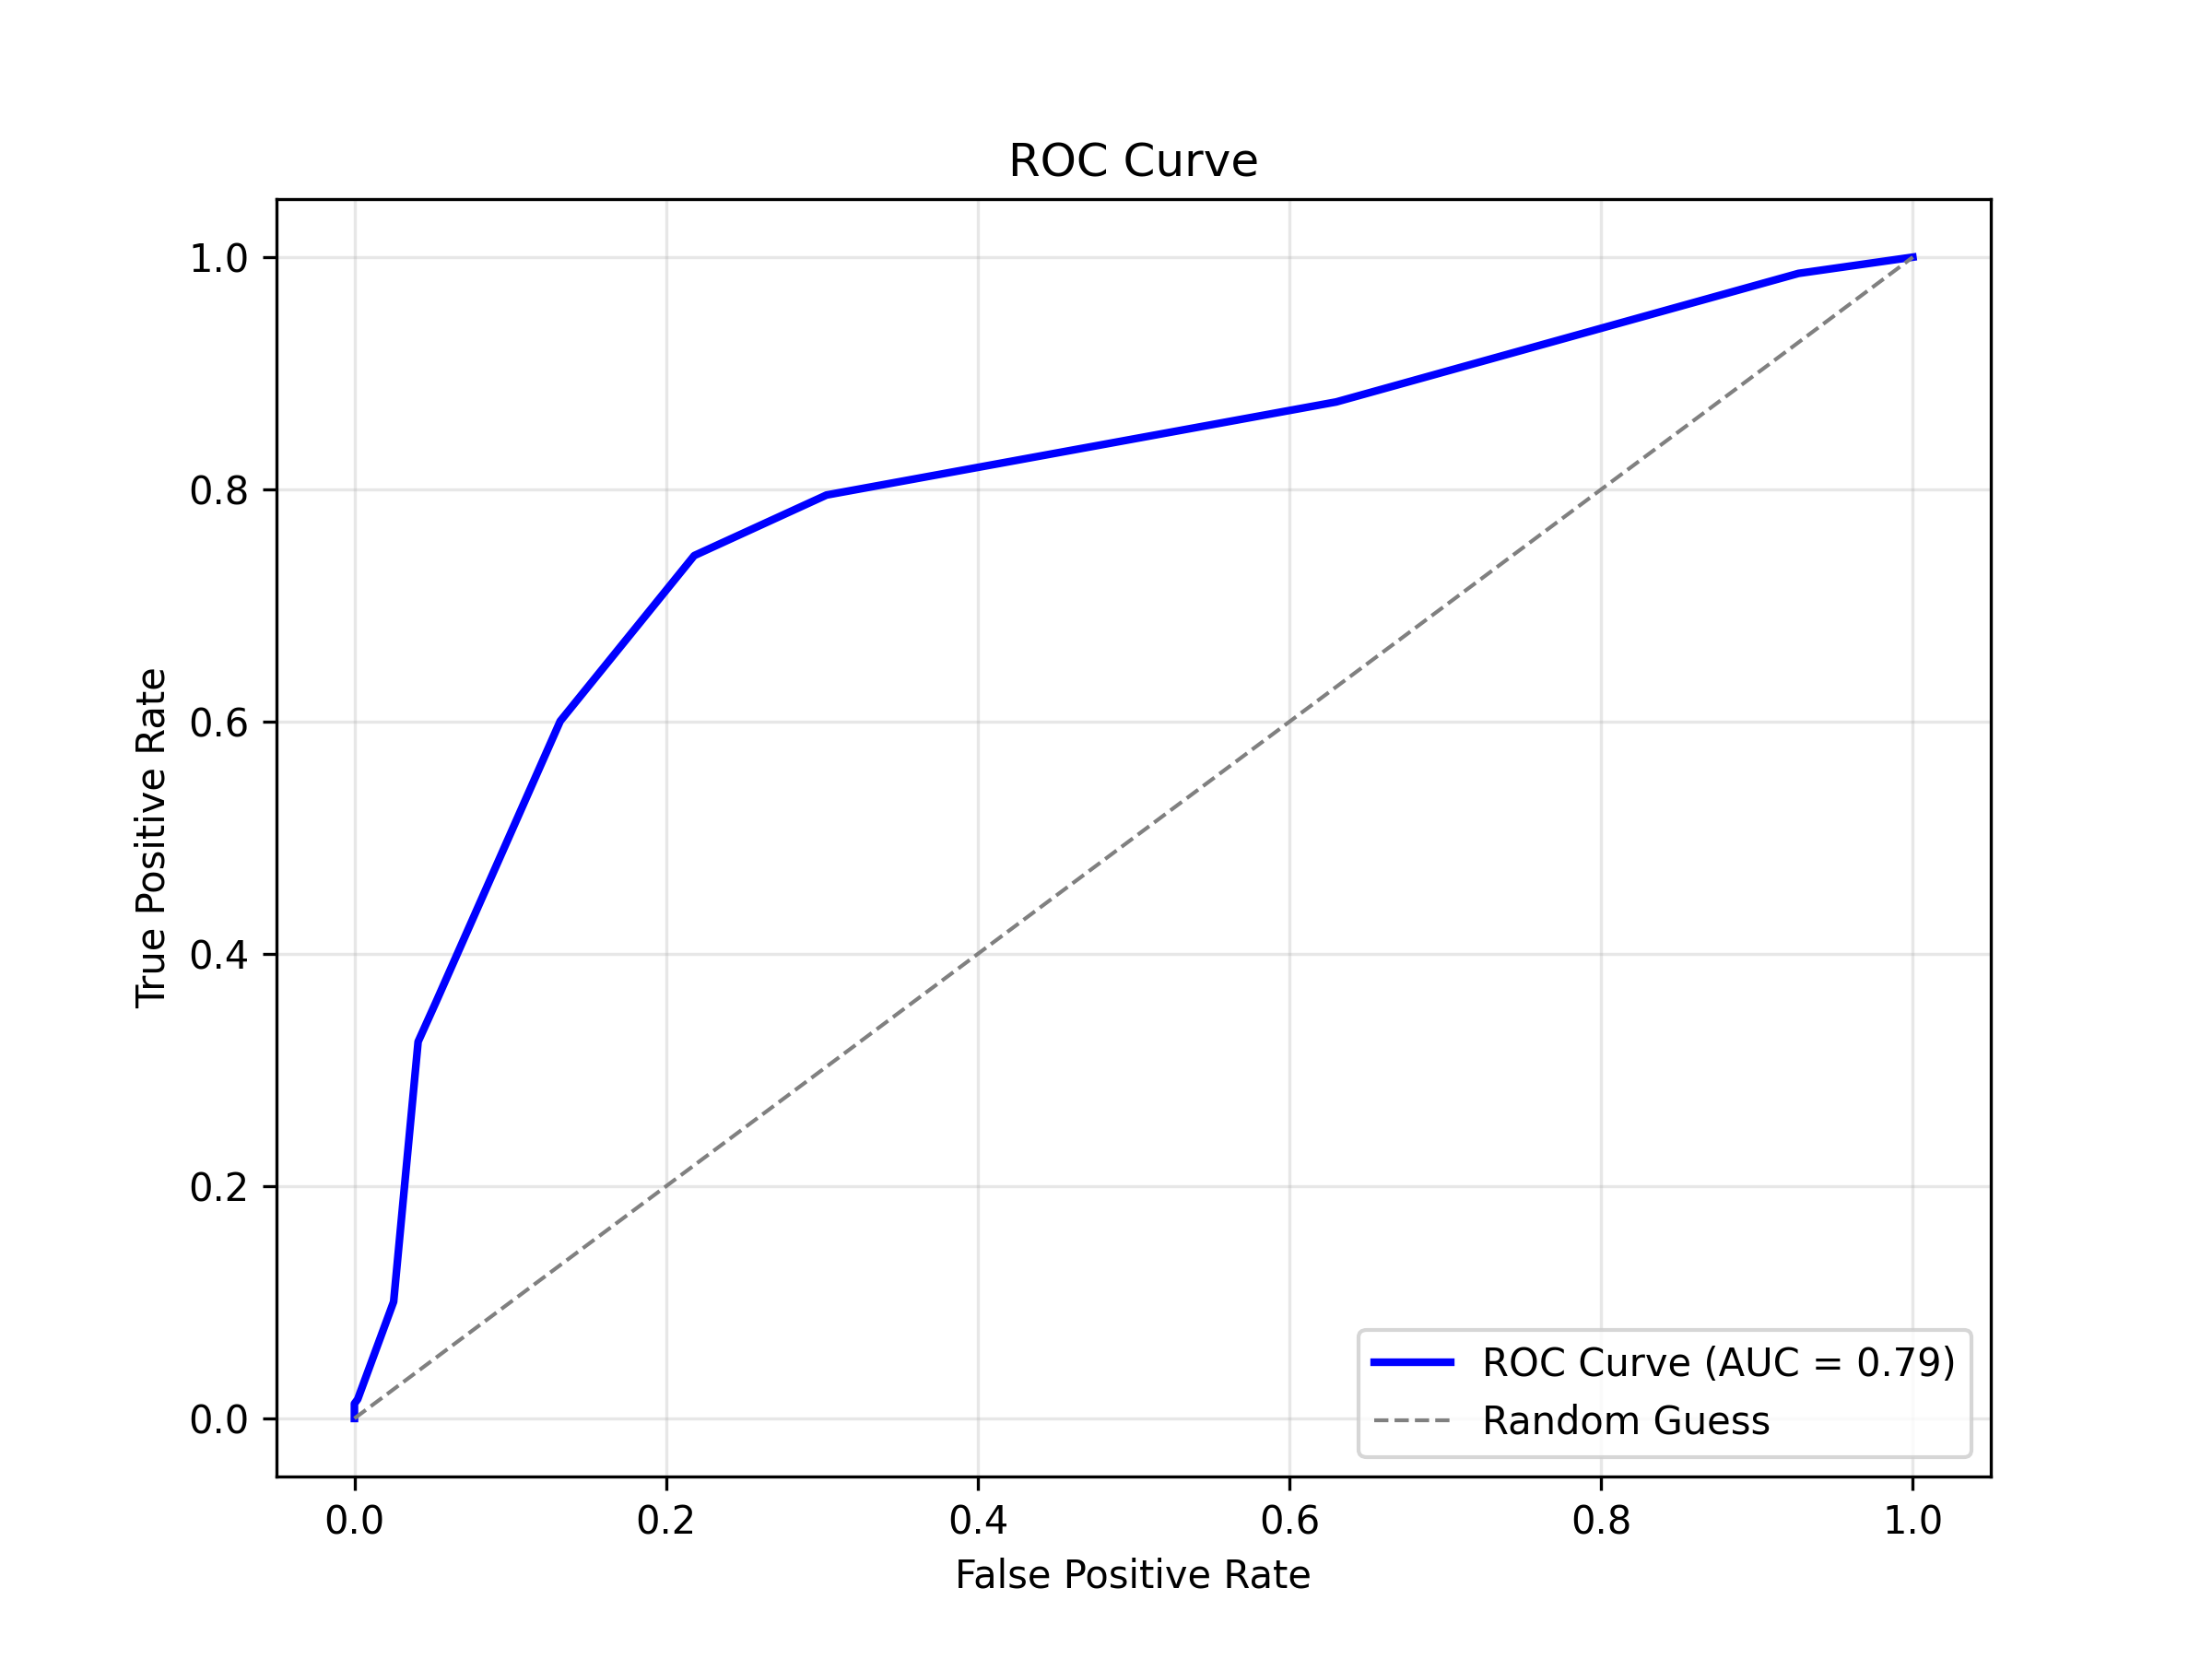 ROC Curve
1.0
0.8
0.6
0.4
0.2
0.0
True Positive Rate
0.0 0.2 0.4 0.6 0.8 1.0
False Positive Rate
ROC Curve (AUC = 0.79)
Random Guess